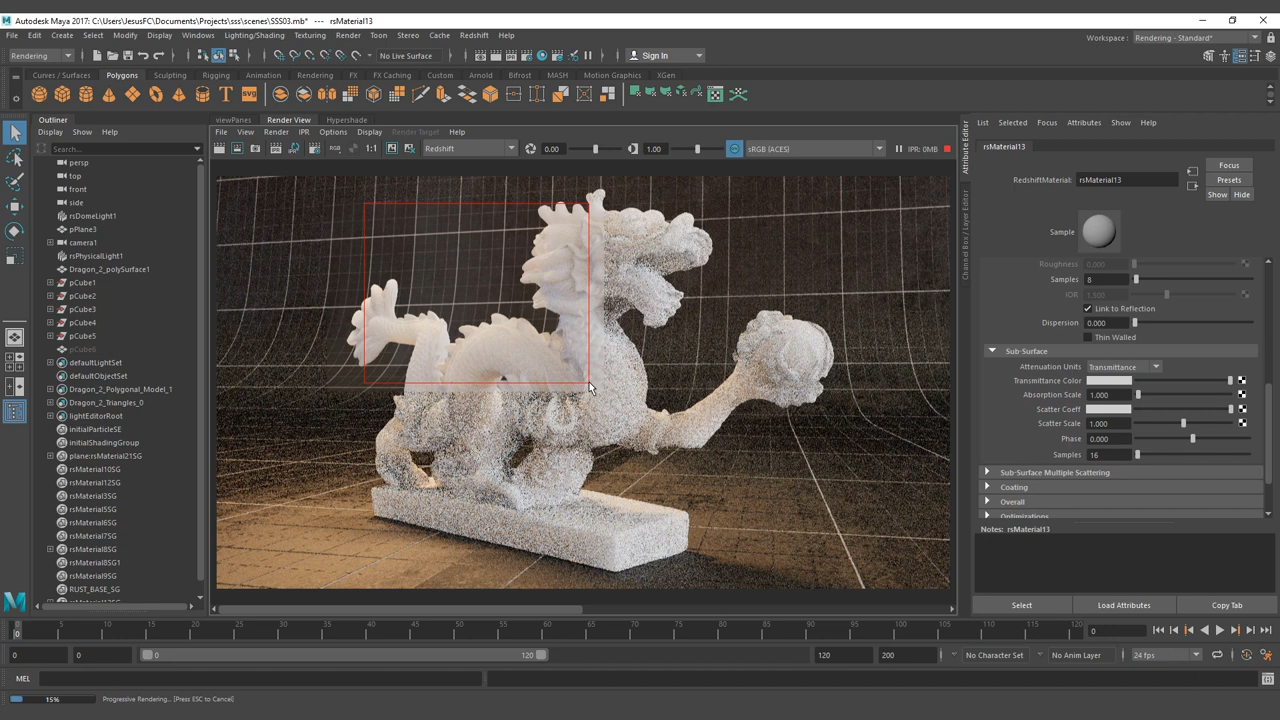 Autodesk Maya 2017: C:\Users\JesusFC\Documents\Projects\sss\scenes\SSS03.mb*   ---   rsMaterial13
File Edit Create Select Modify Display Windows Lighting/Shading Texturing Render Toon Stereo Cache Redshift Help
Workspace : Rendering - Standard*
Rendering No Live Surface Sign In
Curves / Surfaces Polygons Sculpting Rigging Animation Rendering FX FX Caching Custom Arnold Bifrost MASH Motion Graphics XGen
T svg
Outliner
Display Show Help
Search...
persp
top
front
side
rsDomeLight1
pPlane3
camera1
rsPhysicalLight1
Dragon_2_polySurface1
pCube1
pCube2
pCube3
pCube4
pCube5
pCube6
defaultLightSet
defaultObjectSet
Dragon_2_Polygonal_Model_1
Dragon_2_Triangles_0
lightEditorRoot
initialParticleSE
initialShadingGroup
plane:rsMaterial21SG
rsMaterial10SG
rsMaterial12SG
rsMaterial3SG
rsMaterial5SG
rsMaterial6SG
rsMaterial7SG
rsMaterial8SG
rsMaterial8SG1
rsMaterial9SG
RUST_BASE_SG
viewPanes Render View Hypershade
File View Render IPR Options Display Render Target Help
RGB 1:1 Redshift 0.00 1.00 sRGB (ACES) IPR: 0MB
Attribute Editor
Channel Box / Layer Editor
List Selected Focus Attributes Show Help
rsMaterial13
Focus
RedshiftMaterial: rsMaterial13 Presets
Show Hide
Sample
Roughness 0.000
Samples 8
IOR 1.500
Link to Reflection
Dispersion 0.000
Thin Walled
Sub-Surface
Attenuation Units Transmittance
Transmittance Color
Absorption Scale 1.000
Scatter Coeff
Scatter Scale 1.000
Phase 0.000
Samples 16
Sub-Surface Multiple Scattering
Coating
Overall
Optimizations
Notes: rsMaterial13
Select Load Attributes Copy Tab
0 5 10 15 20 25 30 35 40 45 50 55 60 65 70 75 80 85 90 95 100 105 110 115 120 0
0
0 0 0 120 120 200 No Character Set No Anim Layer 24 fps
MEL
15% Progressive Rendering... [Press ESC to Cancel]